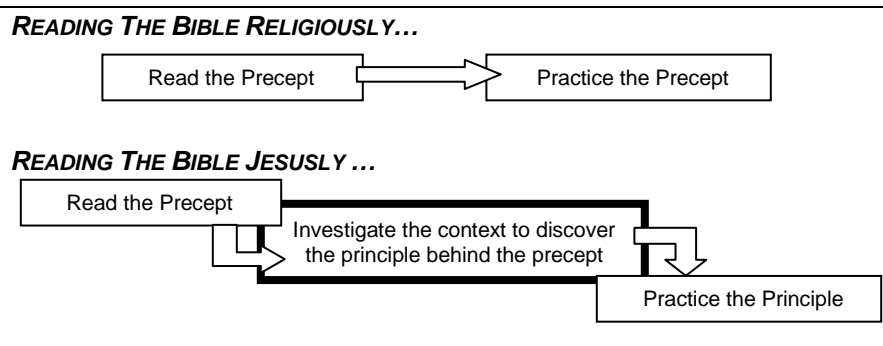 READING THE BIBLE RELIGIOUSLY…
Read the Precept
Practice the Precept
READING THE BIBLE JESUSLY …
Read the Precept
Investigate the context to discover
the principle behind the precept
Practice the Principle